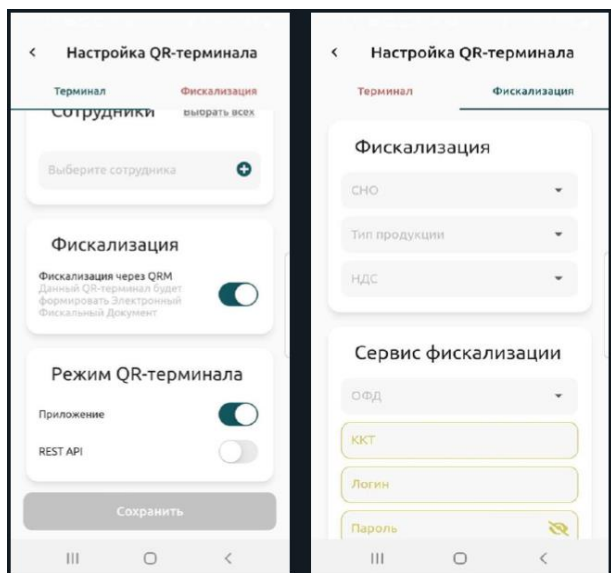 Настройка QR-терминала
Терминал
Фискализация
Сотрудники
Выбрать всех
Выберите сотрудника
Фискализация
Фискализация через QRM
Данный QR-терминал будет
формировать Электронный
Фискальный Документ
Режим QR-терминала
Приложение
REST API
Сохранить
Настройка QR-терминала
Терминал
Фискализация
Фискализация
СНО
Тип продукции
НДС
Сервис фискализации
ОФД
ККТ
Логин
Пароль